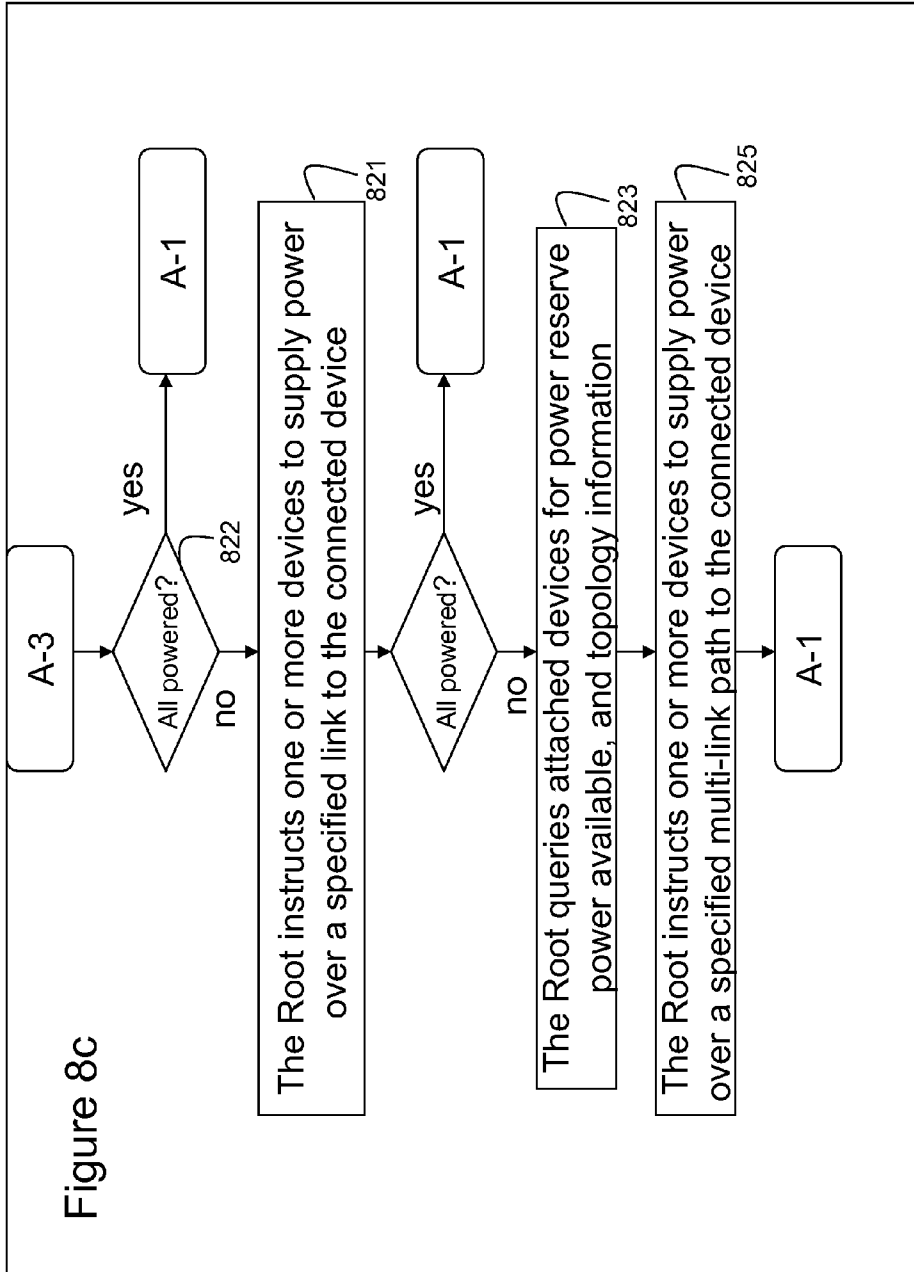 Figure 8c
A-3
All powered?
822
yes
A-1
no
The Root instructs one or more devices to supply power
over a specified link to the connected device
821
All powered?
yes
A-1
no
The Root queries attached devices for power reserve
power available, and topology information
823
The Root instructs one or more devices to supply power
over a specified multi-link path to the connected device
825
A-1